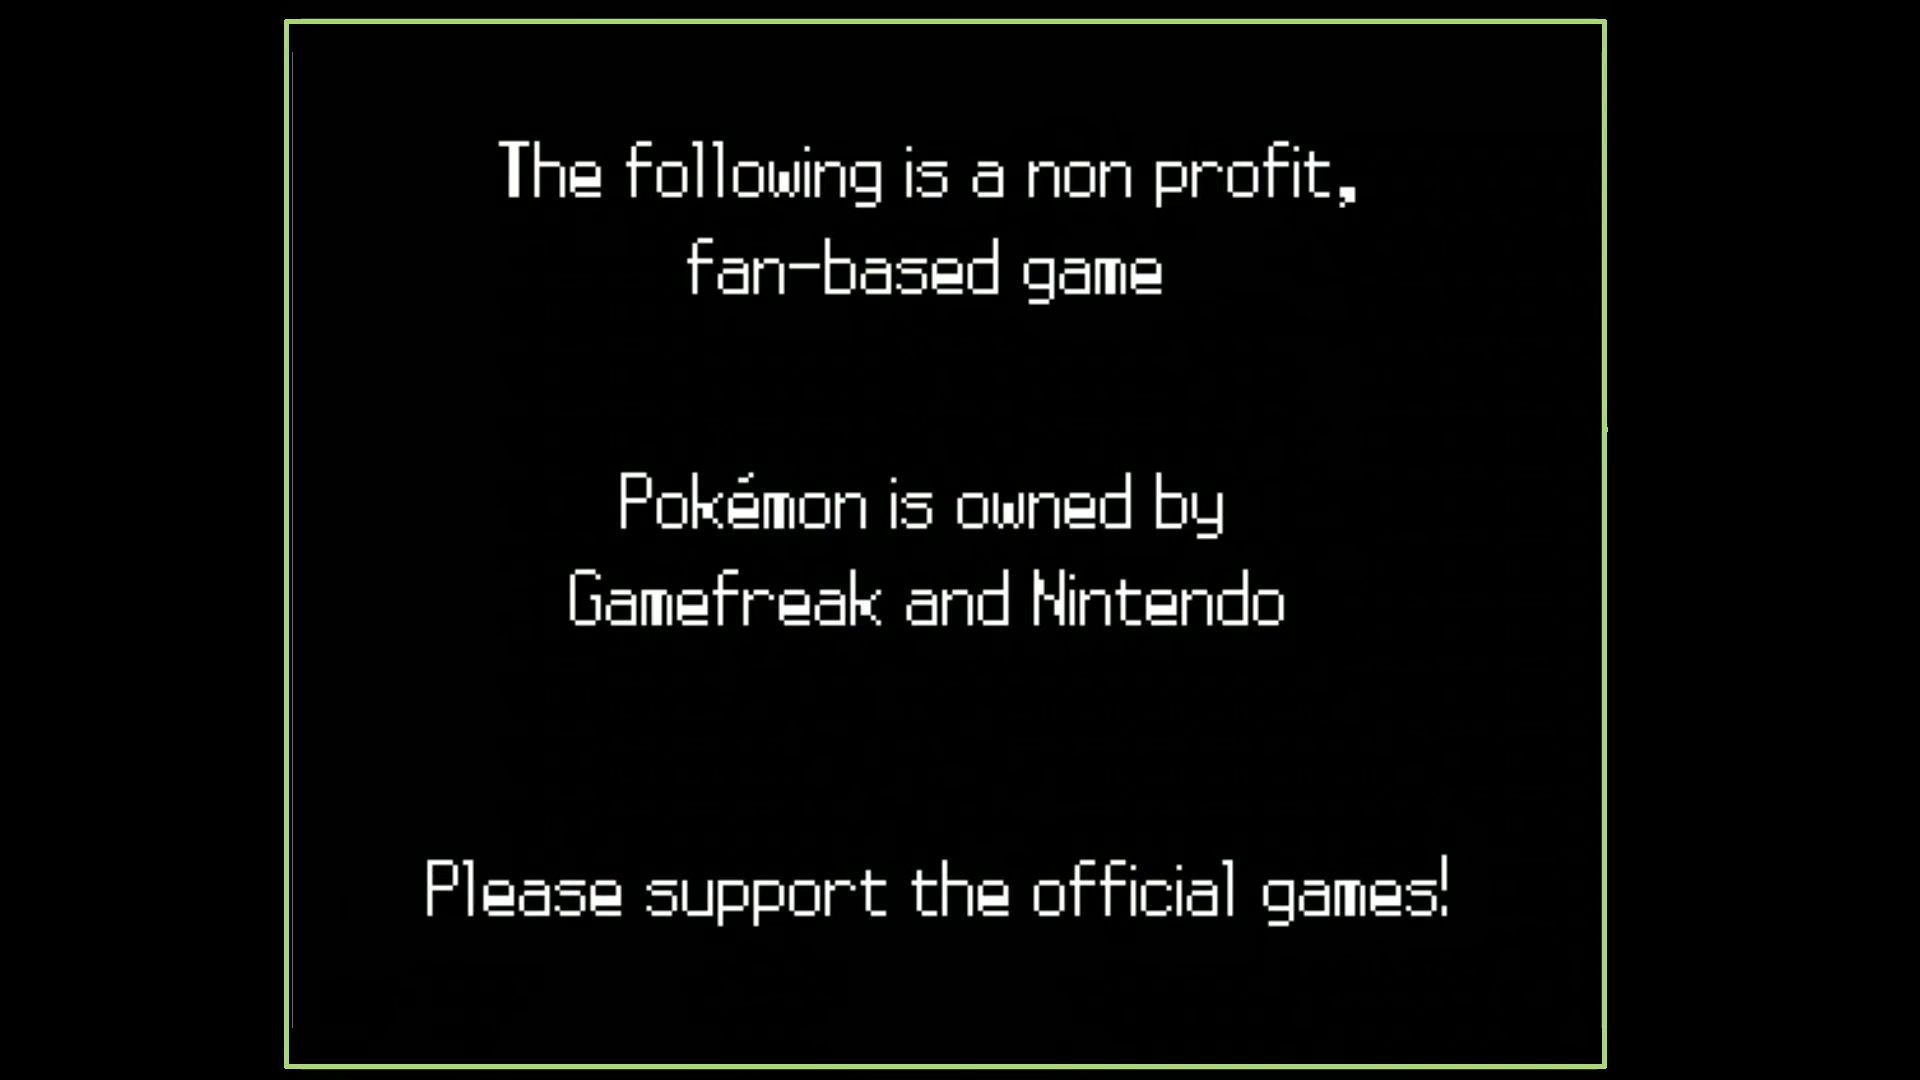 The following is a non profit,
fan-based game
Pokémon is owned by
Gamefreak and Nintendo
Please support the official games!